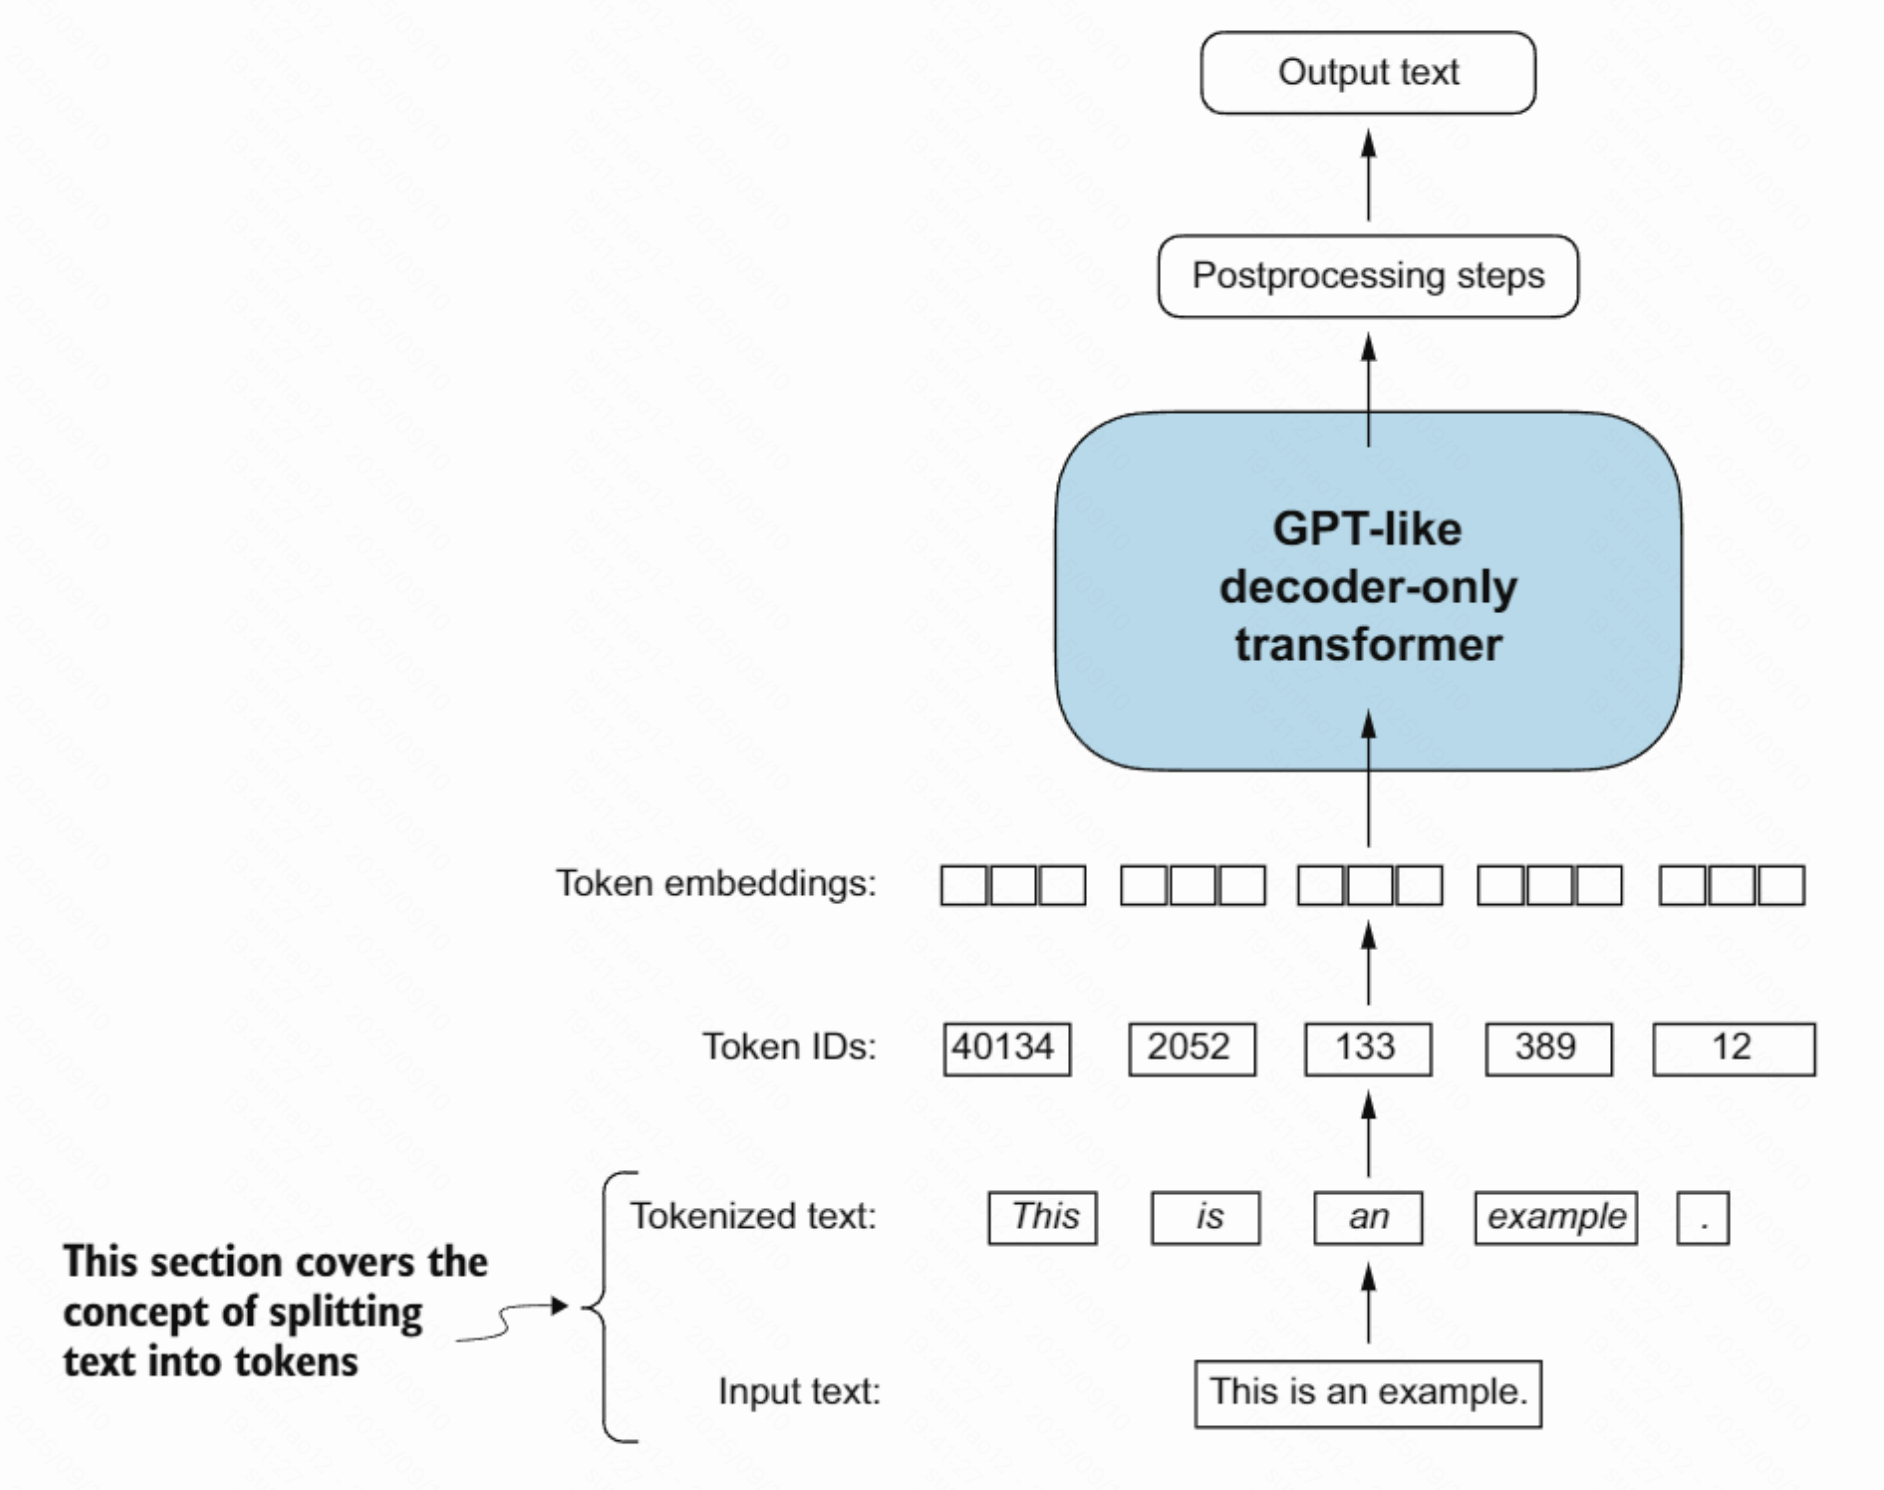 Output text
Postprocessing steps
GPT-like
decoder-only
transformer
Token embeddings:
Token IDs: 40134 2052 133 389 12
Tokenized text: This is an example .
This section covers the
concept of splitting
text into tokens
Input text: This is an example.